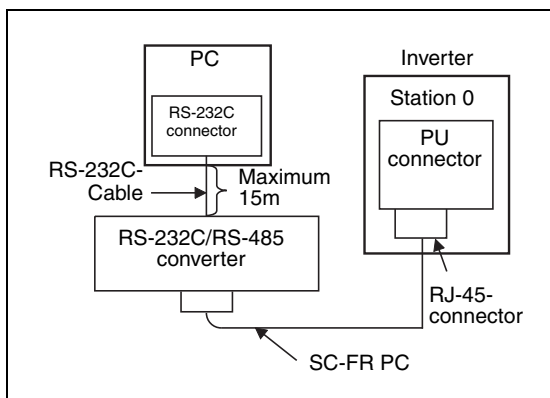 PC
RS-232C
connector
RS-232C-
Cable
Maximum
15m
RS-232C/RS-485
converter
Inverter
Station 0
PU
connector
RJ-45-
connector
SC-FR PC